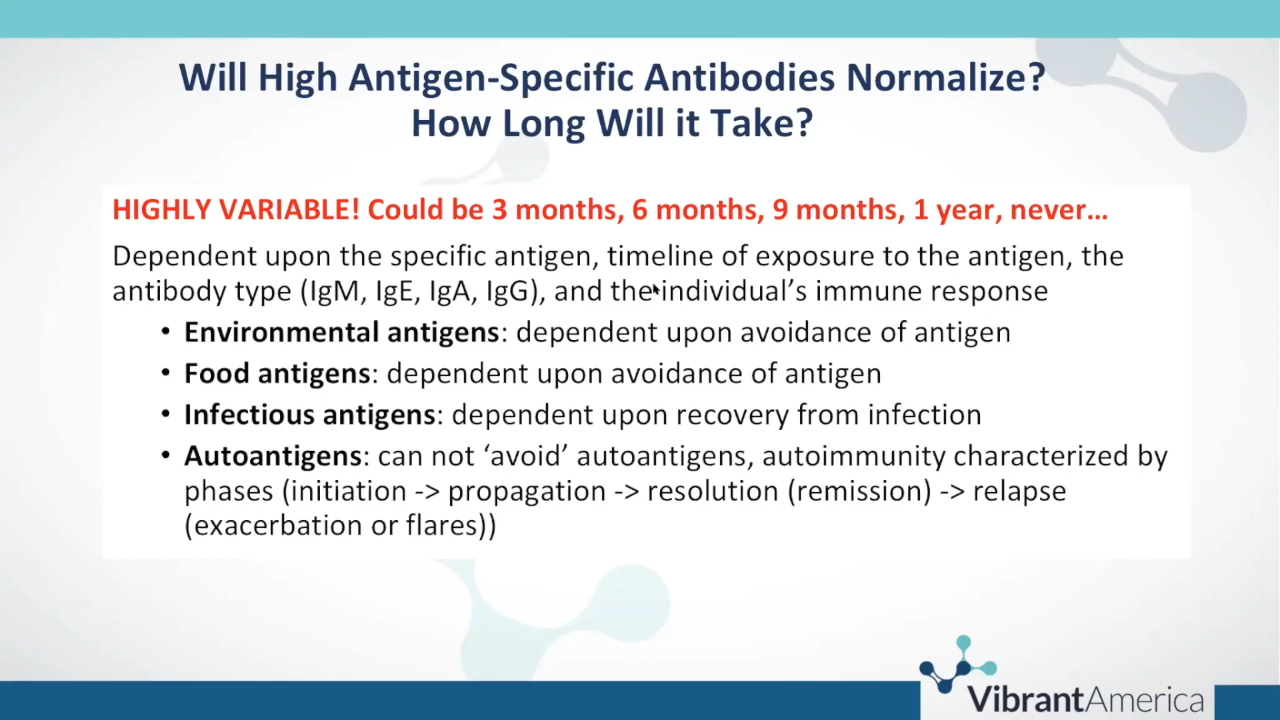 Will High Antigen-Specific Antibodies Normalize?
How Long Will it Take?
HIGHLY VARIABLE! Could be 3 months, 6 months, 9 months, 1 year, never…
Dependent upon the specific antigen, timeline of exposure to the antigen, the
antibody type (IgM, IgE, IgA, IgG), and the individual’s immune response
• Environmental antigens: dependent upon avoidance of antigen
• Food antigens: dependent upon avoidance of antigen
• Infectious antigens: dependent upon recovery from infection
• Autoantigens: can not ‘avoid’ autoantigens, autoimmunity characterized by
phases (initiation -> propagation -> resolution (remission) -> relapse
(exacerbation or flares))
VibrantAmerica